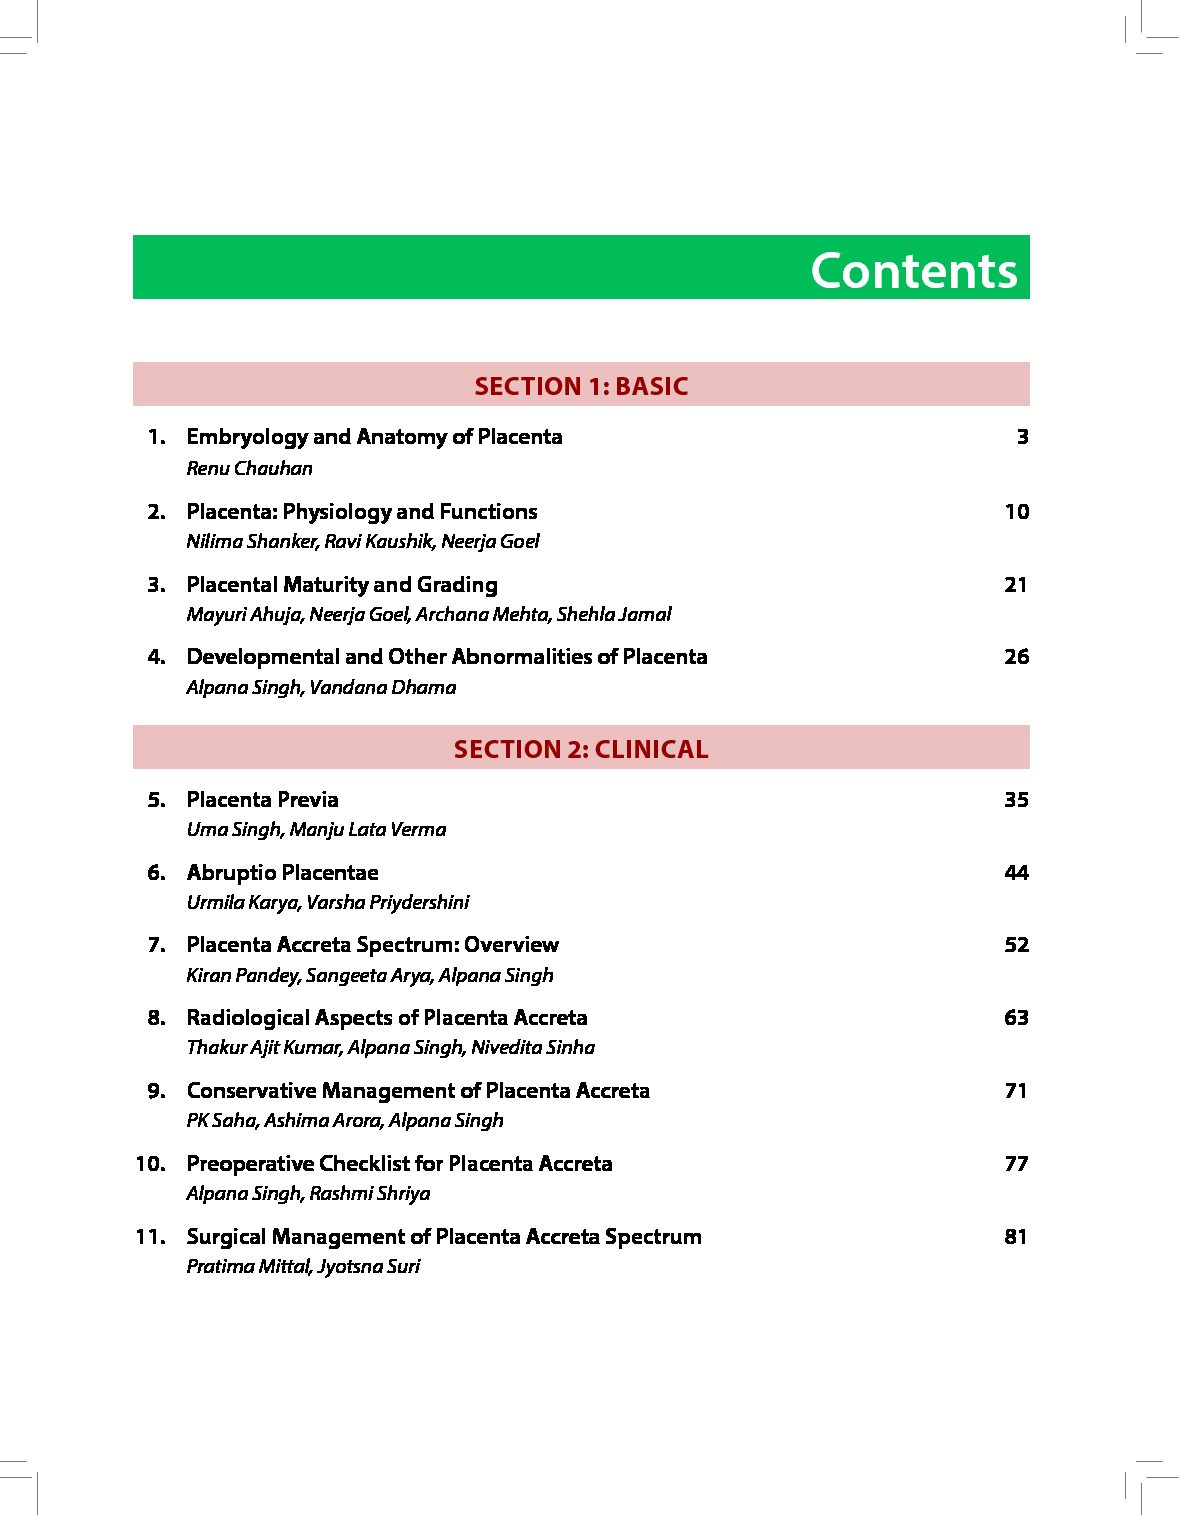 Contents
SECTION 1: BASIC
1. Embryology and Anatomy of Placenta 3
Renu Chauhan
2. Placenta: Physiology and Functions 10
Nilima Shanker, Ravi Kaushik, Neerja Goel
3. Placental Maturity and Grading 21
Mayuri Ahuja, Neerja Goel, Archana Mehta, Shehla Jamal
4. Developmental and Other Abnormalities of Placenta 26
Alpana Singh, Vandana Dhama
SECTION 2: CLINICAL
5. Placenta Previa 35
Uma Singh, Manju Lata Verma
6. Abruptio Placentae 44
Urmila Karya, Varsha Priydershini
7. Placenta Accreta Spectrum: Overview 52
Kiran Pandey, Sangeeta Arya, Alpana Singh
8. Radiological Aspects of Placenta Accreta 63
Thakur Ajit Kumar, Alpana Singh, Nivedita Sinha
9. Conservative Management of Placenta Accreta 71
PK Saha, Ashima Arora, Alpana Singh
10. Preoperative Checklist for Placenta Accreta 77
Alpana Singh, Rashmi Shriya
11. Surgical Management of Placenta Accreta Spectrum 81
Pratima Mittal, Jyotsna Suri